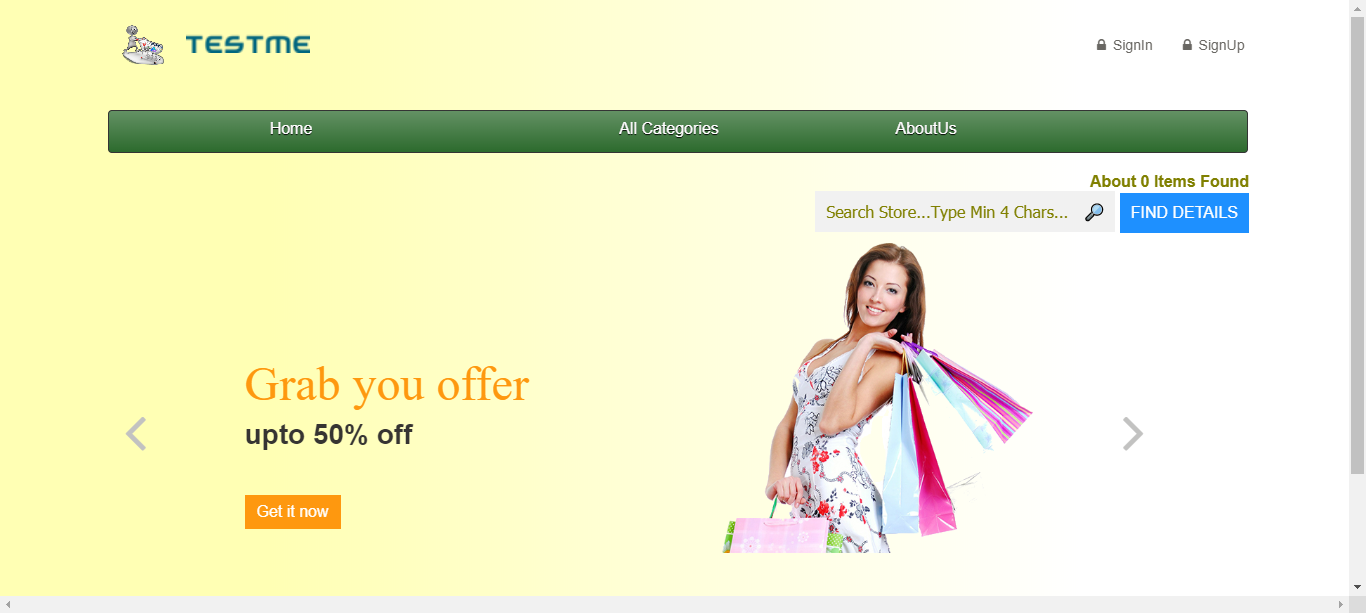 TESTME
SignIn
SignUp
Home
All Categories
AboutUs
About 0 Items Found
Search Store...Type Min 4 Chars...
FIND DETAILS
Grab you offer
upto 50% off
Get it now